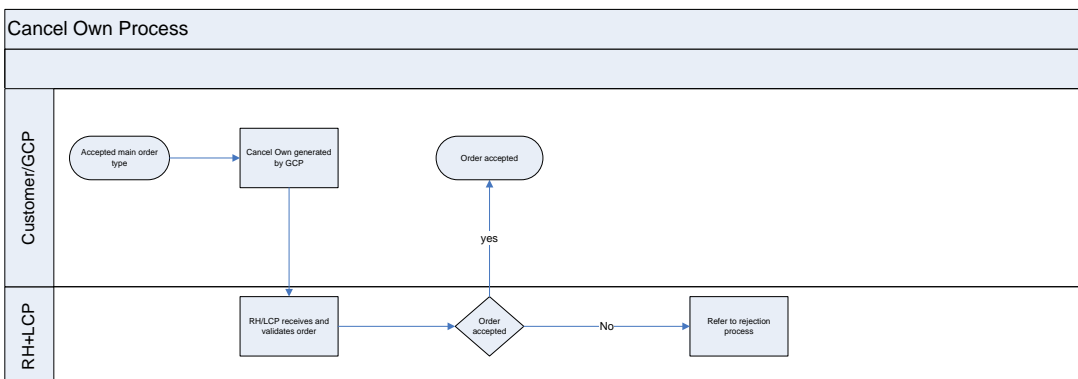 Cancel Own Process
Customer/GCP
Accepted main order
type
Cancel Own generated
by GCP
Order accepted
yes
RH+LCP
RH/LCP receives and
validates order
Order
accepted
No
Refer to rejection
process